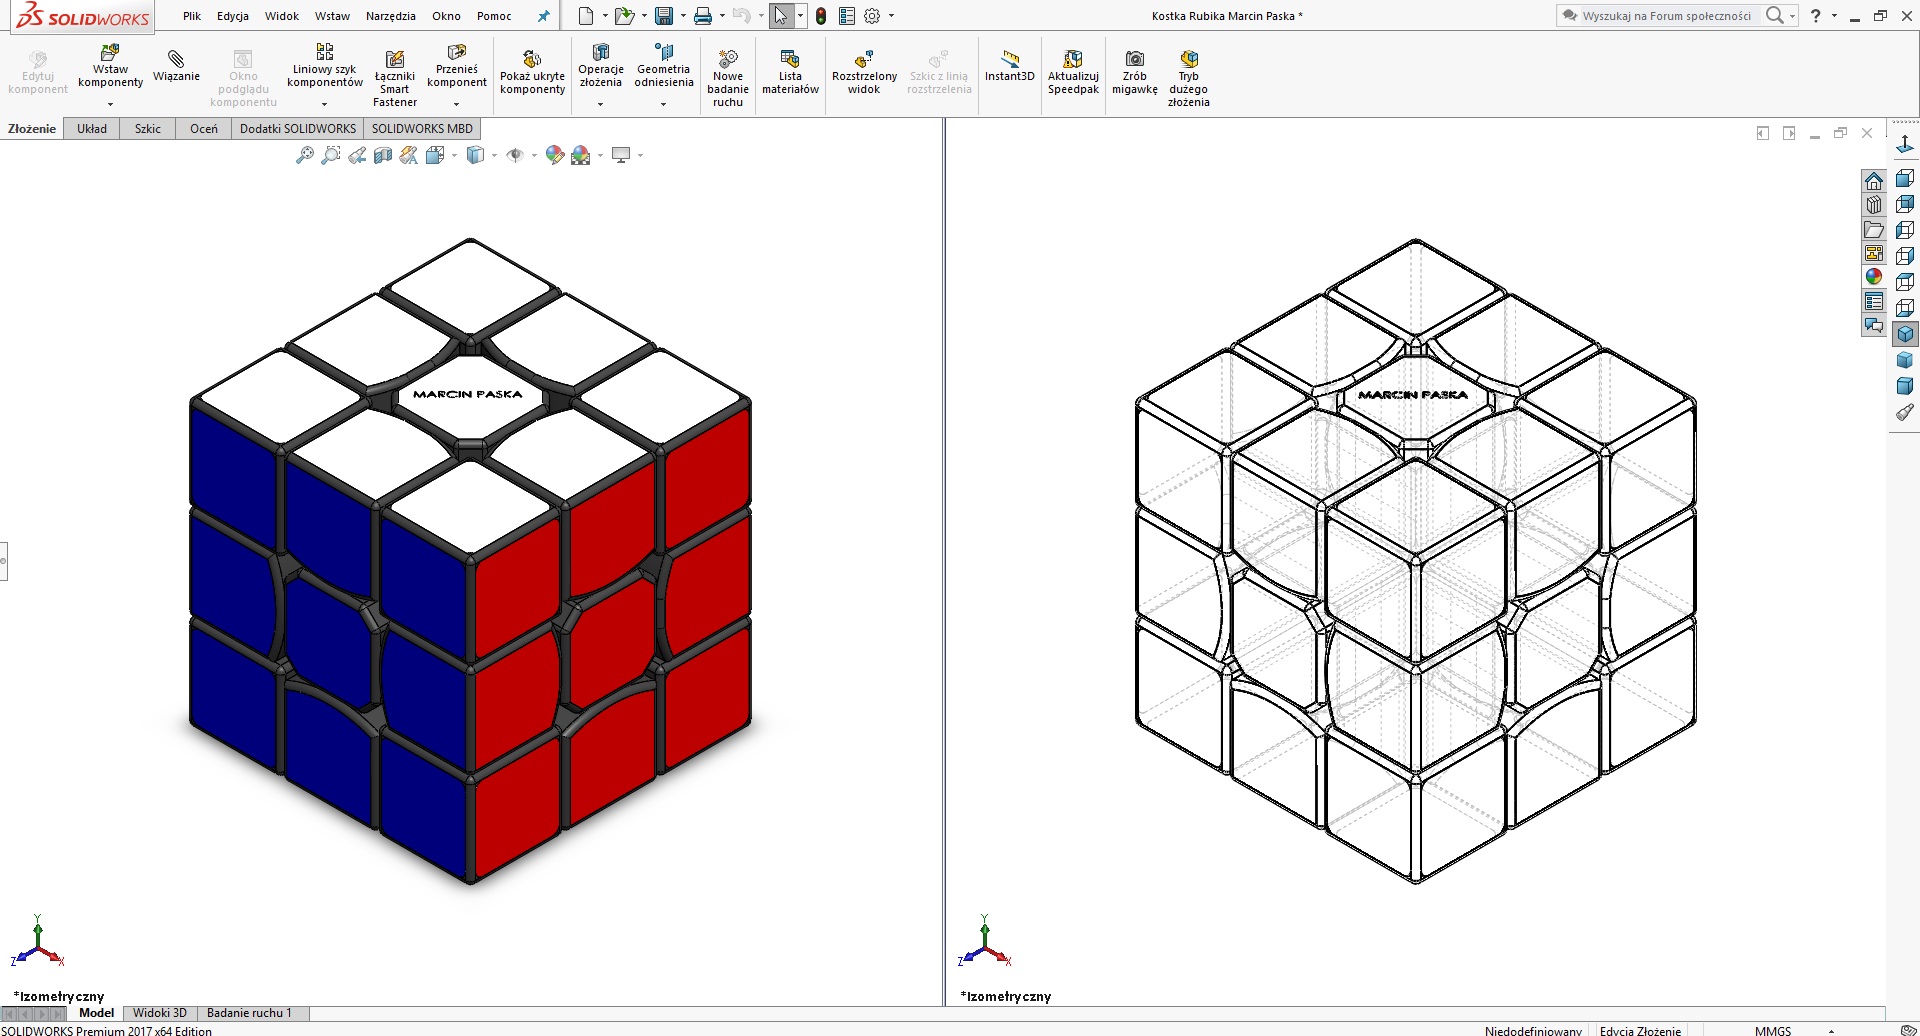 SOLIDWORKS
Plik Edycja Widok Wstaw Narzędzia Okno Pomoc
Kostka Rubika Marcin Paska *
Wyszukaj na Forum społeczności
?
Edytuj komponent
Wstaw komponenty
Wiązanie
Okno podglądu komponentu
Liniowy szyk komponentów
Łączniki Smart Fastener
Przenieś komponent
Pokaż ukryte komponenty
Operacje złożenia
Geometria odniesienia
Nowe badanie ruchu
Lista materiałów
Rozstrzelony widok
Szkic z linią rozstrzelenia
Instant3D
Aktualizuj Speedpak
Zrób migawkę
Tryb dużego złożenia
Złożenie Układ Szkic Oceń Dodatki SOLIDWORKS SOLIDWORKS MBD
MARCIN PASKA
MARCIN PASKA
Y
Z
X
Y
Z
X
*Izometryczny
*Izometryczny
Model Widoki 3D Badanie ruchu 1
SOLIDWORKS Premium 2017 x64 Edition
Niedodefiniowany Edycja Złożenie MMGS